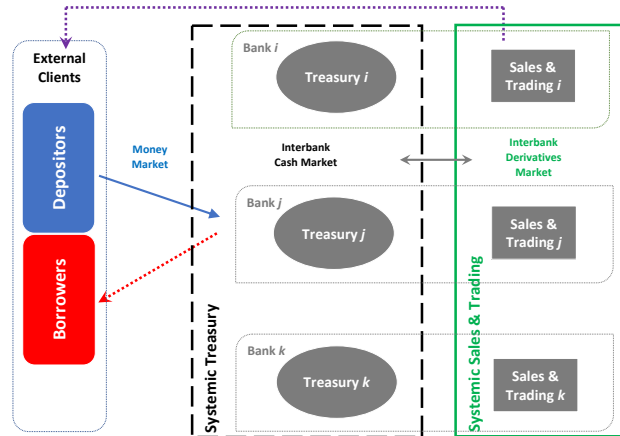 External
Clients
Depositors
Borrowers
Money
Market
Systemic Treasury
Bank i
Treasury i
Sales &
Trading i
Interbank
Cash Market
Interbank
Derivatives
Market
Bank j
Treasury j
Sales &
Trading j
Bank k
Treasury k
Sales &
Trading k
Systemic Sales & Trading